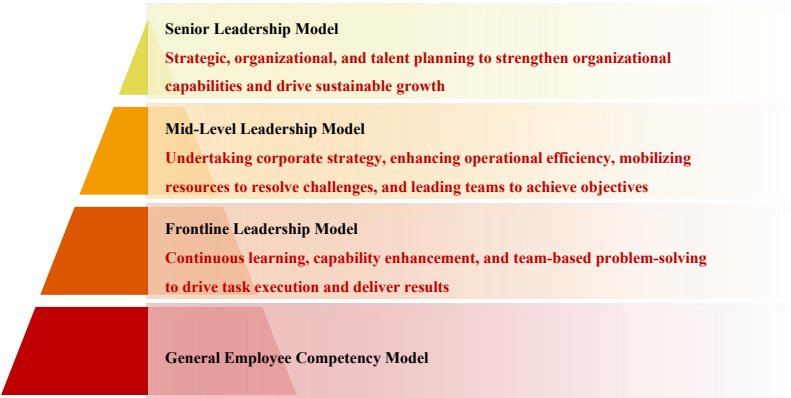 Senior Leadership Model
Strategic, organizational, and talent planning to strengthen organizational
capabilities and drive sustainable growth
Mid-Level Leadership Model
Undertaking corporate strategy, enhancing operational efficiency, mobilizing
resources to resolve challenges, and leading teams to achieve objectives
Frontline Leadership Model
Continuous learning, capability enhancement, and team-based problem-solving
to drive task execution and deliver results
General Employee Competency Model